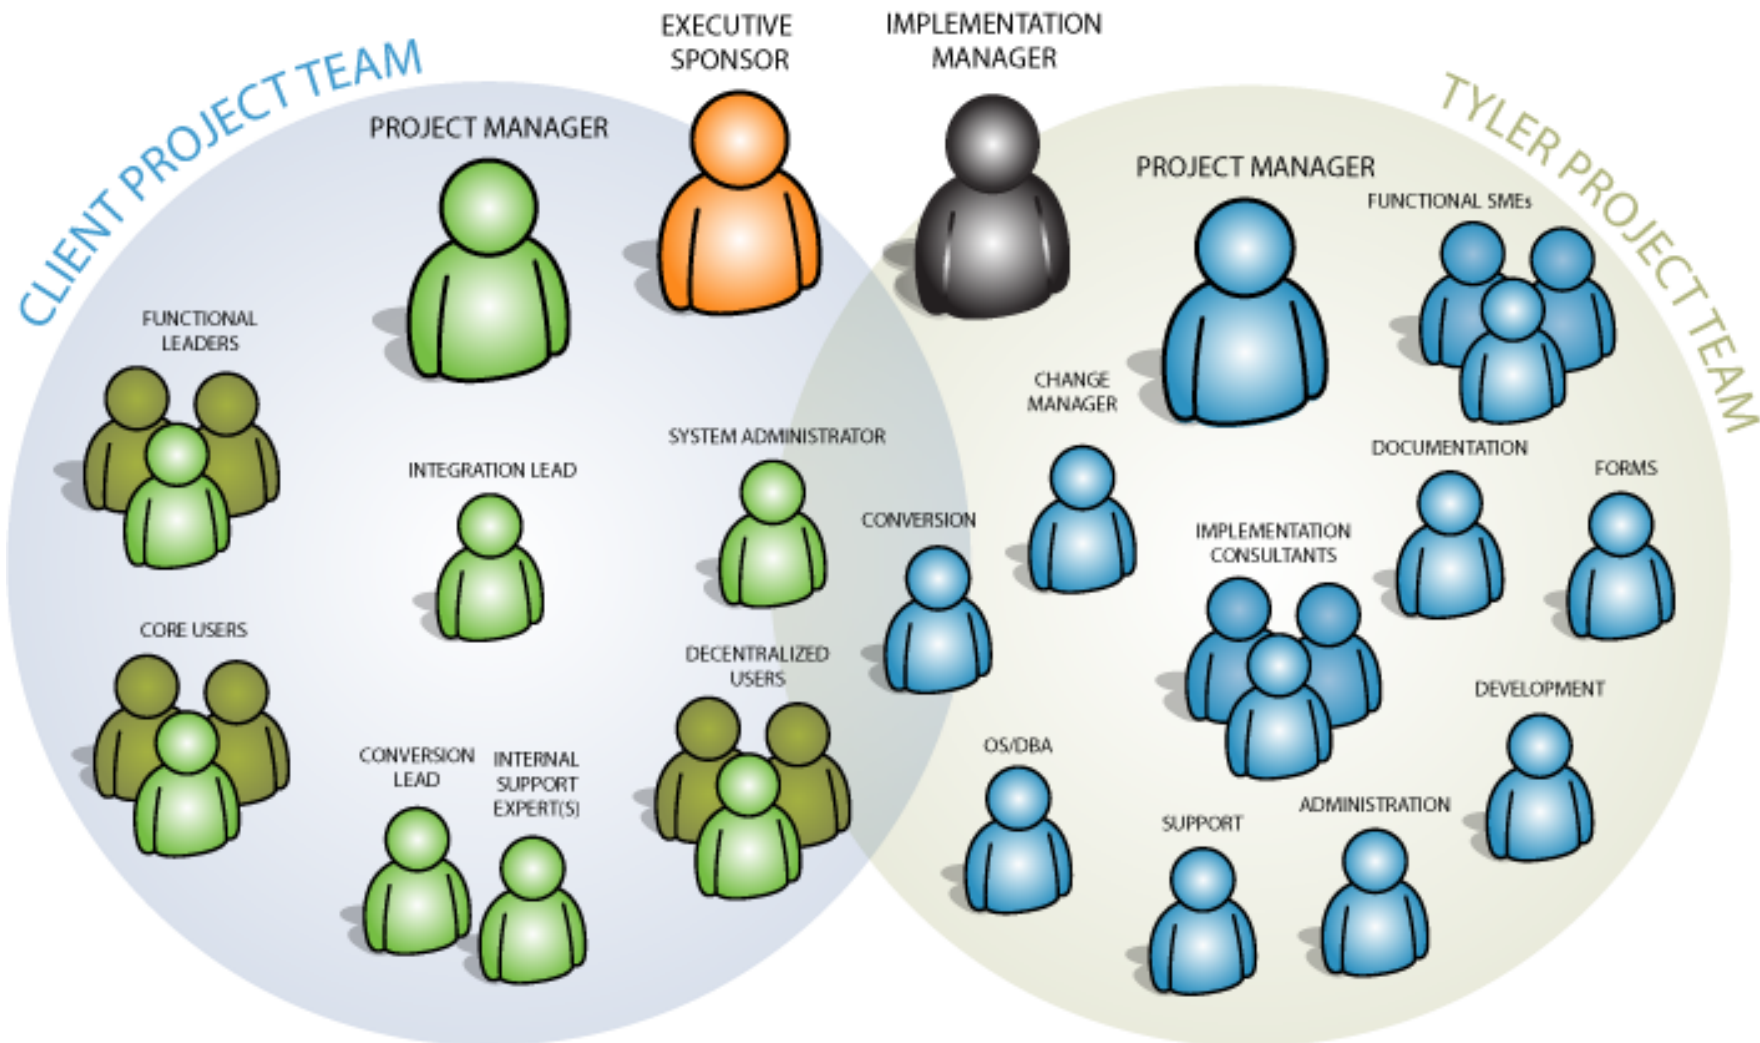 EXECUTIVE
SPONSOR
IMPLEMENTATION
MANAGER
CLIENT PROJECT TEAM
TYLER PROJECT TEAM
PROJECT MANAGER
PROJECT MANAGER
FUNCTIONAL SMEs
FUNCTIONAL
LEADERS
CHANGE
MANAGER
SYSTEM ADMINISTRATOR
INTEGRATION LEAD
DOCUMENTATION
FORMS
CONVERSION
IMPLEMENTATION
CONSULTANTS
CORE USERS
DECENTRALIZED
USERS
DEVELOPMENT
CONVERSION
LEAD
INTERNAL
SUPPORT
EXPERT(S)
OS/DBA
SUPPORT
ADMINISTRATION